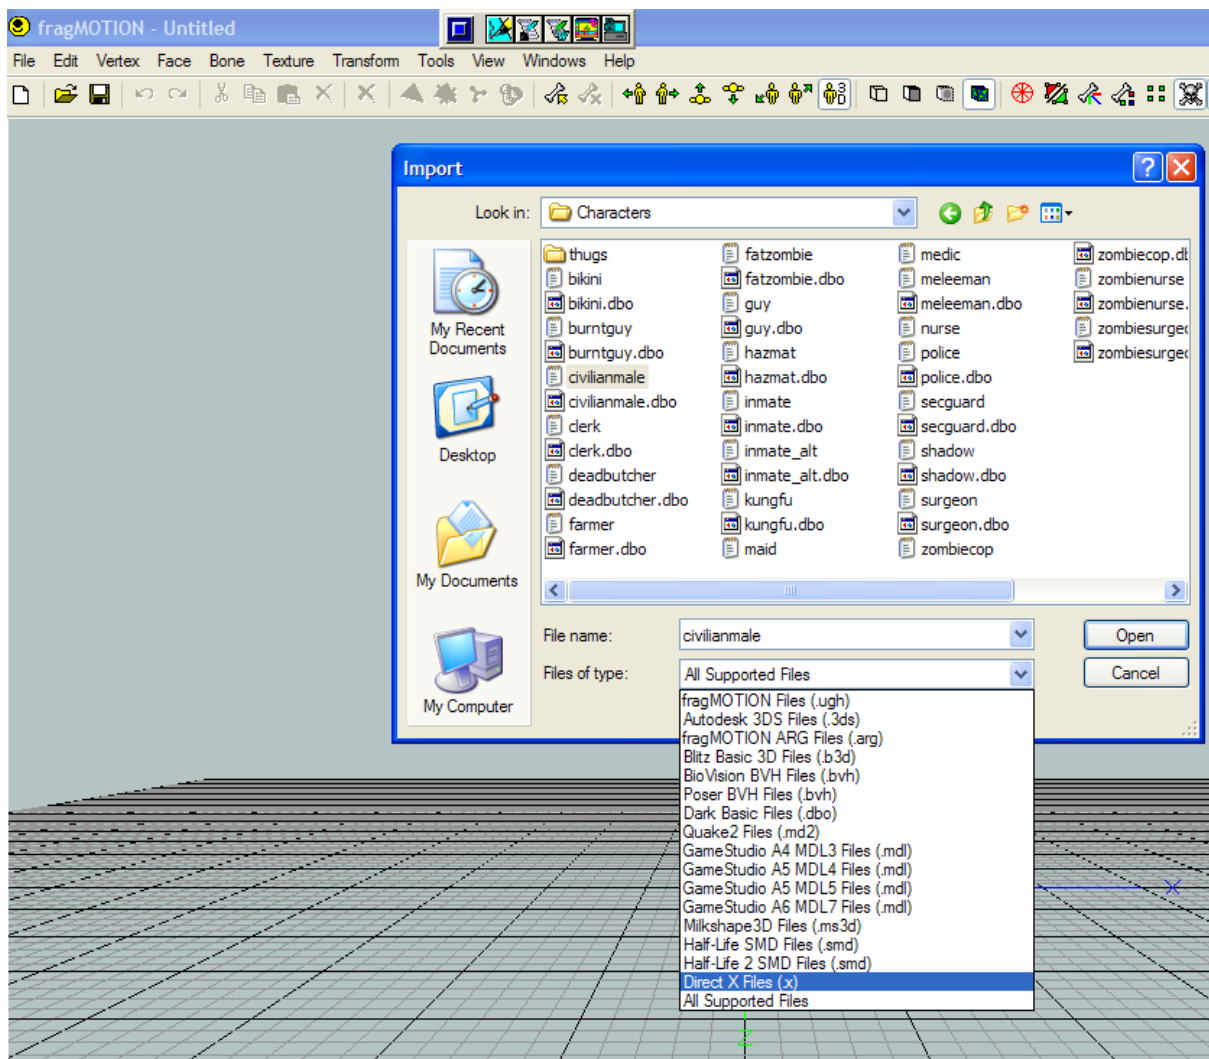 fragMOTION - Untitled
File Edit Vertex Face Bone Texture Transform Tools View Windows Help
Import
Look in: Characters
thugs fatzombie medic zombiecop.db
bikini fatzombie.dbo meleeman zombienurse
bikini.dbo guy meleeman.dbo zombienurse.
burntguy guy.dbo nurse zombiesurgeo
burntguy.dbo hazmat police zombiesurgeo
civilianmale hazmat.dbo police.dbo
civilianmale.dbo inmate secguard
clerk inmate.dbo secguard.dbo
clerk.dbo inmate_alt shadow
deadbutcher inmate_alt.dbo shadow.dbo
deadbutcher.dbo kungfu surgeon
farmer kungfu.dbo surgeon.dbo
farmer.dbo maid zombiecop
My Recent
Documents
Desktop
My Documents
My Computer
File name: civilianmale Open
Files of type: All Supported Files Cancel
fragMOTION Files (.ugh)
Autodesk 3DS Files (.3ds)
fragMOTION ARG Files (.arg)
Blitz Basic 3D Files (.b3d)
BioVision BVH Files (.bvh)
Poser BVH Files (.bvh)
Dark Basic Files (.dbo)
Quake2 Files (.md2)
GameStudio A4 MDL3 Files (.mdl)
GameStudio A5 MDL4 Files (.mdl)
GameStudio A5 MDL5 Files (.mdl)
GameStudio A6 MDL7 Files (.mdl)
Milkshape3D Files (.ms3d)
Half-Life SMD Files (.smd)
Half-Life 2 SMD Files (.smd)
Direct X Files (.x)
All Supported Files
X
Z